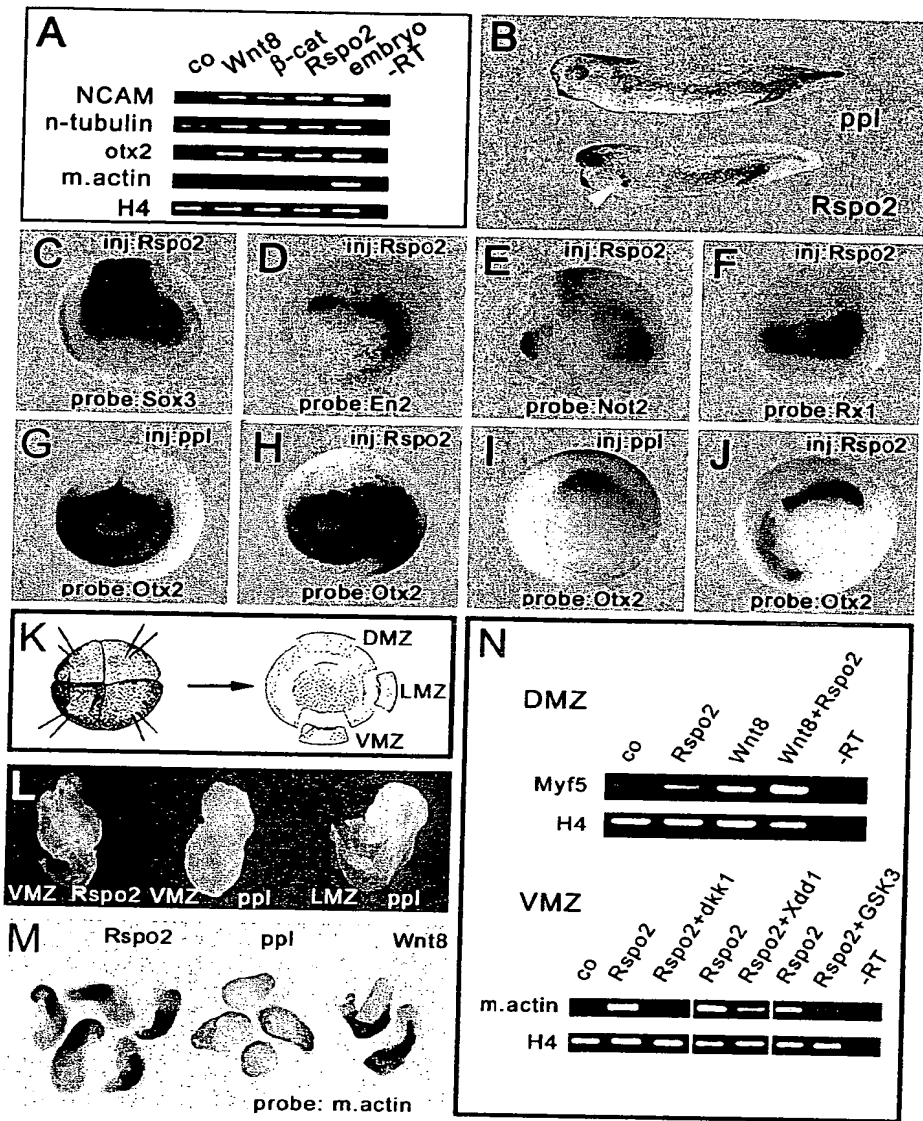 A
co Wnt8 β-cat Rspo2 embryo -RT
NCAM
n-tubulin
otx2
m.actin
H4
B
ppl
Rspo2
C inj:Rspo2
probe:Sox3
D inj:Rspo2
probe:En2
E inj:Rspo2
probe:Not2
F inj:Rspo2
probe:Rx1
G inj:ppl
probe:Otx2
H inj:Rspo2
probe:Otx2
I inj:ppl
probe:Otx2
J inj:Rspo2
probe:Otx2
K
DMZ
LMZ
VMZ
L
VMZ Rspo2 VMZ ppl LMZ ppl
M Rspo2 ppl Wnt8
probe: m.actin
N
DMZ
co Rspo2 Wnt8 Wnt8+Rspo2 -RT
Myf5
H4
VMZ
co Rspo2 Rspo2+dkk1 Rspo2 Rspo2+Xdd1 Rspo2 Rspo2+GSK3 -RT
m.actin
H4